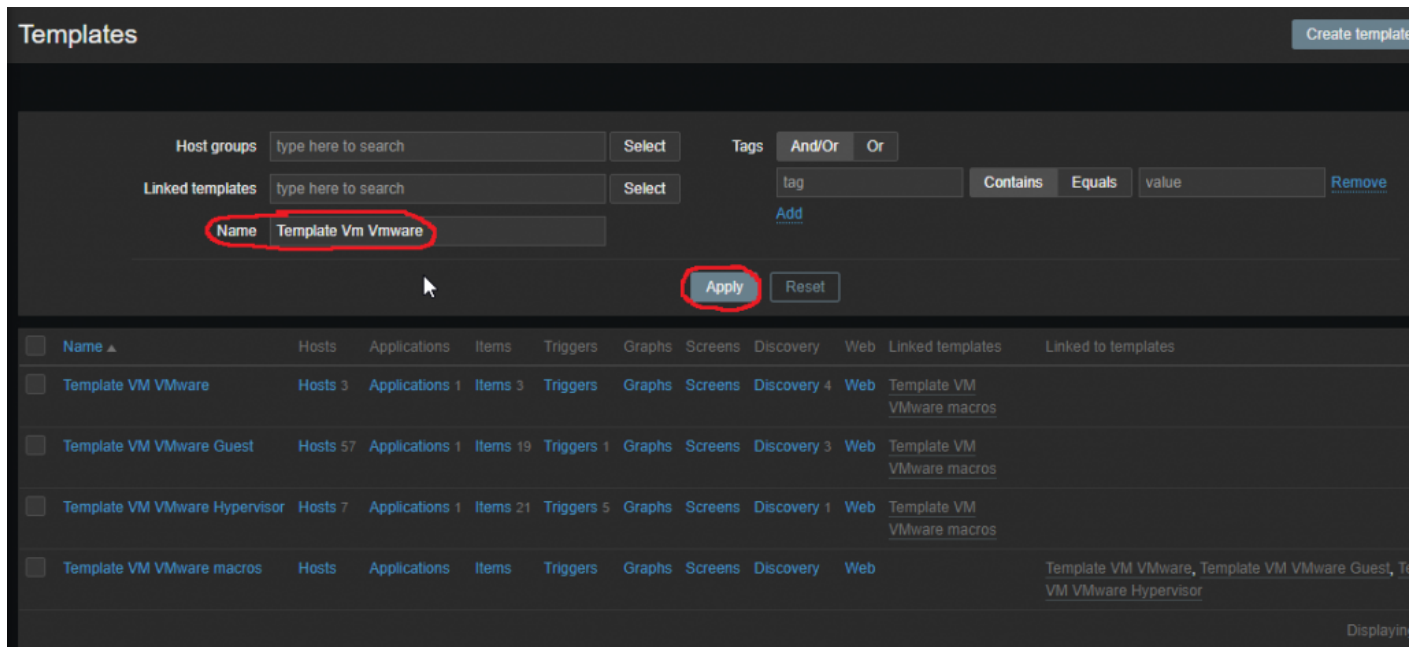 Templates
Create template
Host groups type here to search Select Tags And/Or Or
Linked templates type here to search Select tag Contains Equals value Remove
Add
Name Template Vm Vmware
Apply Reset
Name Hosts Applications Items Triggers Graphs Screens Discovery Web Linked templates Linked to templates
Template VM VMware Hosts 3 Applications 1 Items 3 Triggers Graphs Screens Discovery 4 Web Template VM
VMware macros
Template VM VMware Guest Hosts 57 Applications 1 Items 19 Triggers 1 Graphs Screens Discovery 3 Web Template VM
VMware macros
Template VM VMware Hypervisor Hosts 7 Applications 1 Items 21 Triggers 5 Graphs Screens Discovery 1 Web Template VM
VMware macros
Template VM VMware macros Hosts Applications Items Triggers Graphs Screens Discovery Web Template VM VMware, Template VM VMware Guest,
VM VMware Hypervisor
Displaying